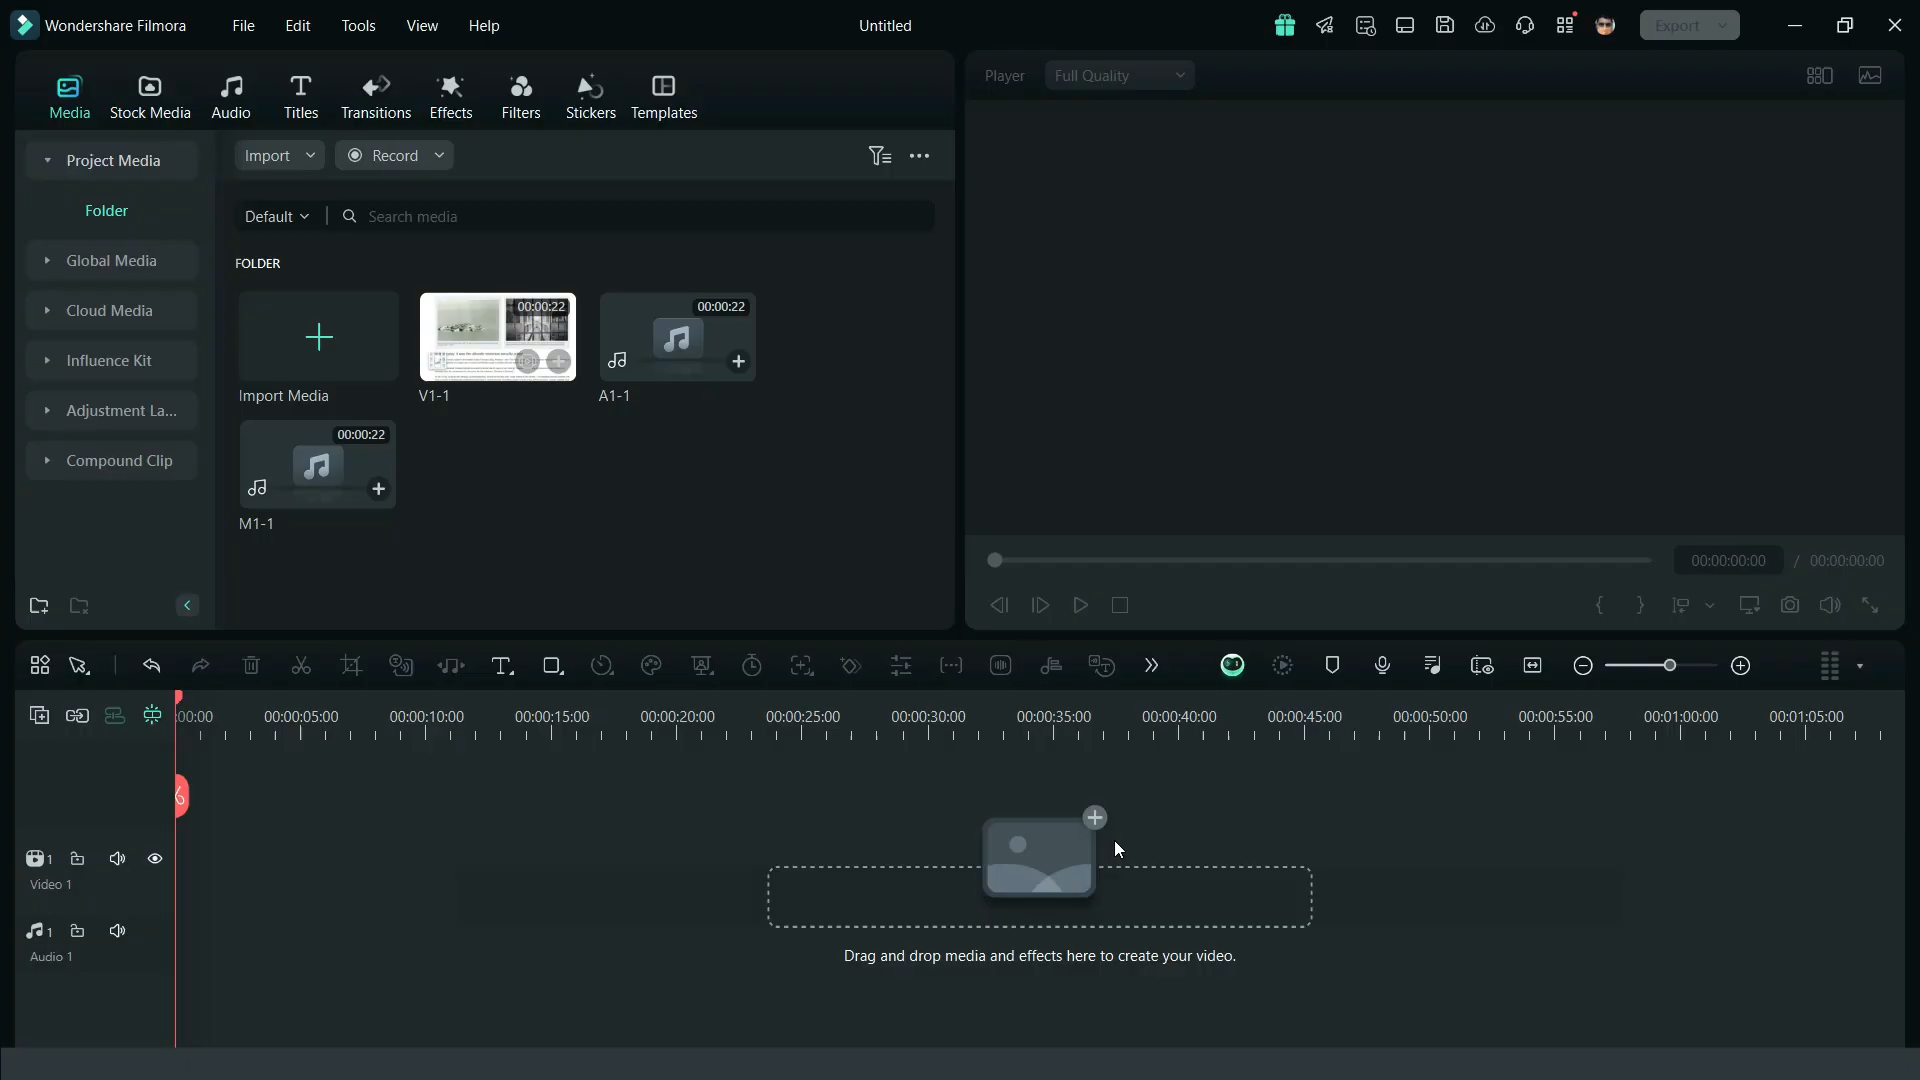 Wondershare Filmora File Edit Tools View Help Untitled Export
Media Stock Media Audio Titles Transitions Effects Filters Stickers Templates
Player Full Quality
Project Media
Folder
Global Media
Cloud Media
Influence Kit
Adjustment La...
Compound Clip
Import Record
Default Search media
FOLDER
00:00:22 00:00:22
Import Media V1-1 A1-1
00:00:22
M1-1
00:00:00:00 / 00:00:00:00
:00:00 00:00:05:00 00:00:10:00 00:00:15:00 00:00:20:00 00:00:25:00 00:00:30:00 00:00:35:00 00:00:40:00 00:00:45:00 00:00:50:00 00:00:55:00 00:01:00:00 00:01:05:00
1
Video 1
1
Audio 1
Drag and drop media and effects here to create your video.